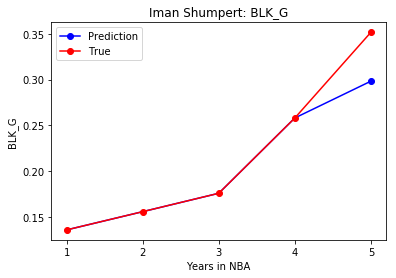 Iman Shumpert: BLK_G
Prediction
True
BLK_G
0.35
0.30
0.25
0.20
0.15
1 2 3 4 5
Years in NBA